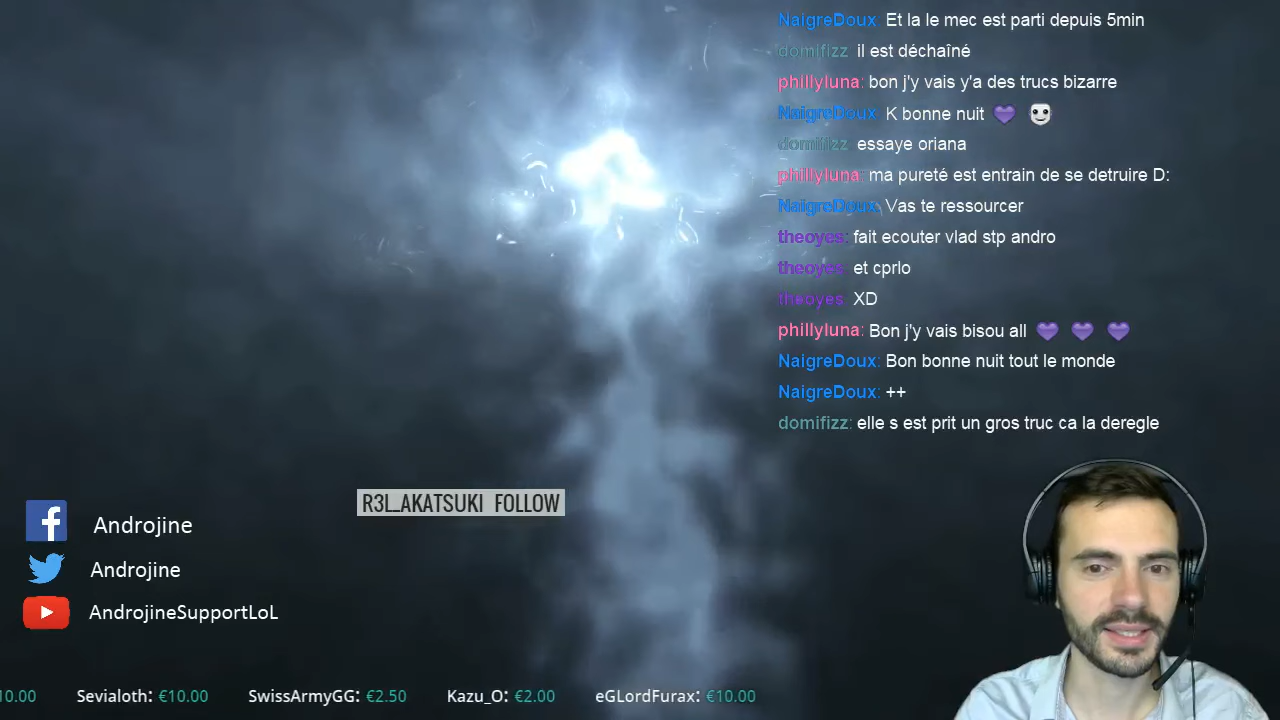 NaigreDoux: Et la le mec est parti depuis 5min
domifizz: il est déchaîné
phillyluna: bon j'y vais y'a des trucs bizarre
NaigreDoux: K bonne nuit
domifizz: essaye oriana
phillyluna: ma pureté est entrain de se detruire D:
NaigreDoux: Vas te ressourcer
theoyes: fait ecouter vlad stp andro
theoyes: et cprlo
theoyes: XD
phillyluna: Bon j'y vais bisou all
NaigreDoux: Bon bonne nuit tout le monde
NaigreDoux: ++
domifizz: elle s est prit un gros truc ca la deregle
R3L_AKATSUKI FOLLOW
Androjine
Androjine
AndrojineSupportLoL
10.00 Sevialoth: €10.00 SwissArmyGG: €2.50 Kazu_O: €2.00 eGLordFurax: €10.00